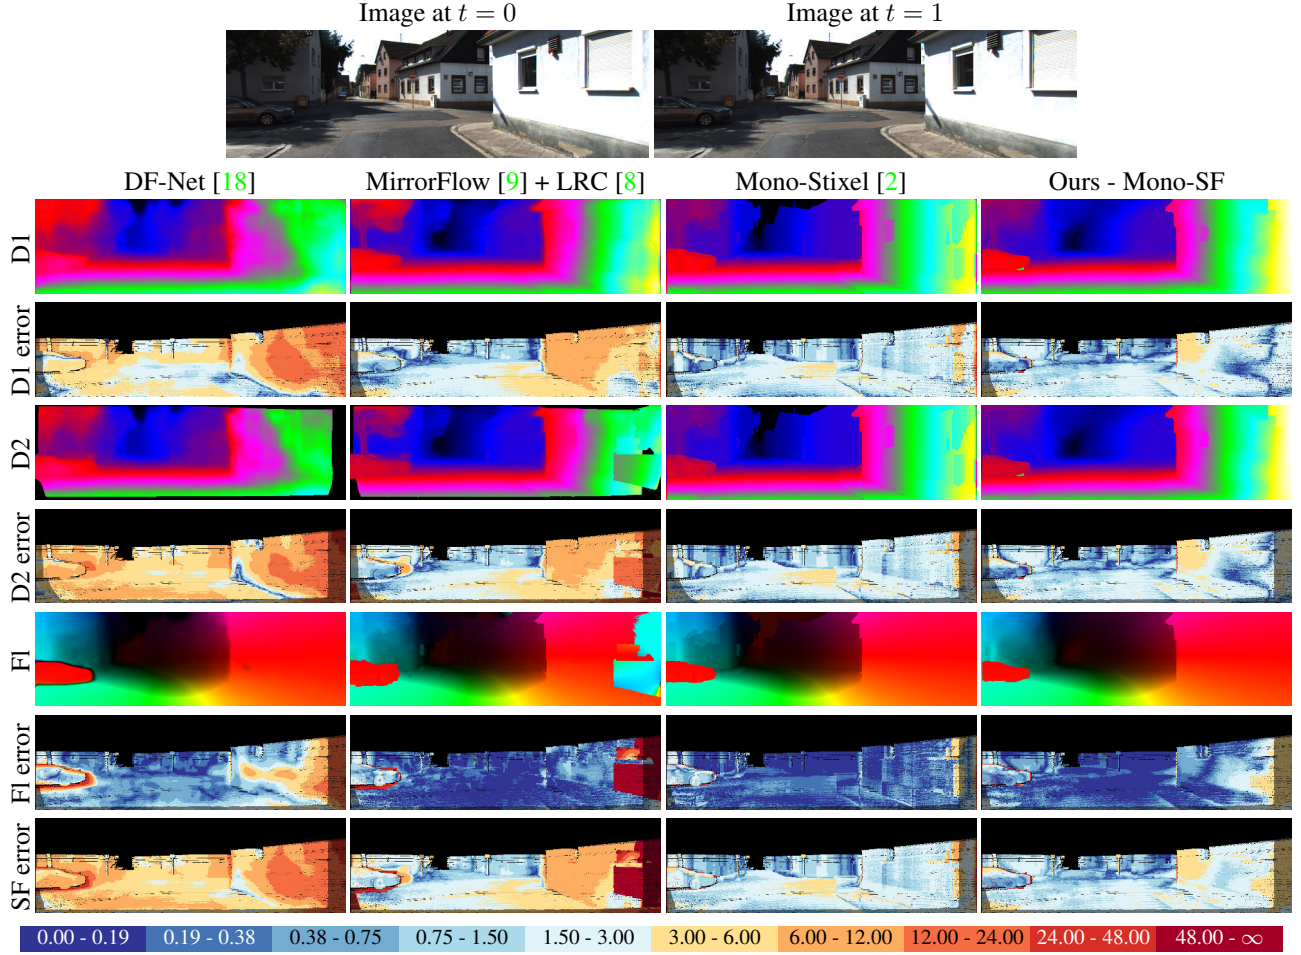 Image at t = 0
Image at t = 1
DF-Net [18]
MirrorFlow [9] + LRC [8]
Mono-Stixel [2]
Ours - Mono-SF
D1
D1 error
D2
D2 error
Fl
Fl error
SF error
0.00 - 0.19
0.19 - 0.38
0.38 - 0.75
0.75 - 1.50
1.50 - 3.00
3.00 - 6.00
6.00 - 12.00
12.00 - 24.00
24.00 - 48.00
48.00 - ∞